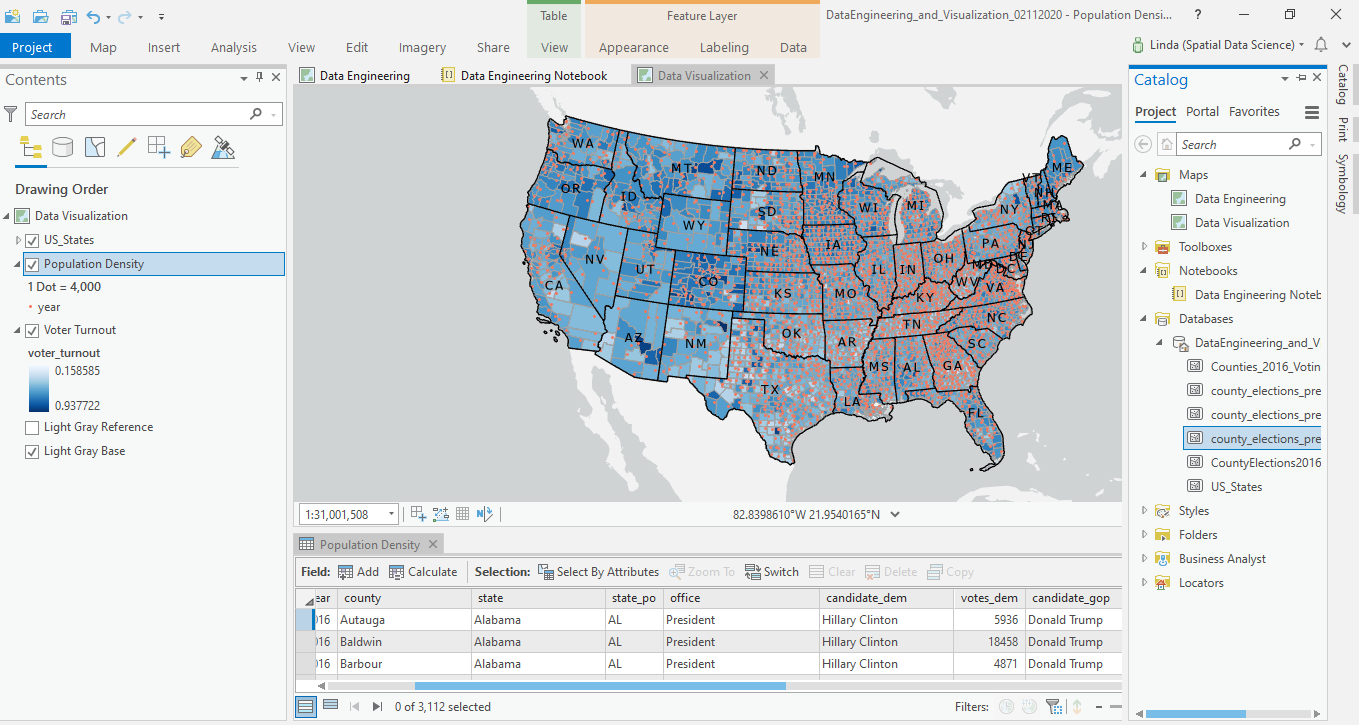 Table
Feature Layer
DataEngineering_and_Visualization_02112020 - Population Densi...
?
Project
Map
Insert
Analysis
View
Edit
Imagery
Share
View
Appearance
Labeling
Data
Linda (Spatial Data Science)
Contents
Search
Drawing Order
Data Visualization
US_States
Population Density
1 Dot = 4,000
year
Voter Turnout
voter_turnout
0.158585
0.937722
Light Gray Reference
Light Gray Base
Data Engineering
Data Engineering Notebook
Data Visualization
WA
MT
ND
MN
ME
VT
NH
OR
ID
SD
WI
MI
NY
MA
WY
IA
PA
CT
NJ
NE
OH
DE
NV
UT
CO
IL
IN
MD
DC
CA
KS
MO
WV
VA
KY
AZ
NM
OK
AR
TN
NC
SC
TX
MS
AL
GA
LA
FL
1:31,001,508
82.8398610°W 21.9540165°N
Population Density
Field:
Add
Calculate
Selection:
Select By Attributes
Zoom To
Switch
Clear
Delete
Copy
ear county state state_po office candidate_dem votes_dem candidate_gop
016 Autauga Alabama AL President Hillary Clinton 5936 Donald Trump
016 Baldwin Alabama AL President Hillary Clinton 18458 Donald Trump
016 Barbour Alabama AL President Hillary Clinton 4871 Donald Trump
0 of 3,112 selected
Filters:
Catalog
Project
Portal
Favorites
Search
Maps
Data Engineering
Data Visualization
Toolboxes
Notebooks
Data Engineering Noteb
Databases
DataEngineering_and_V
Counties_2016_Votin
county_elections_pre
county_elections_pre
county_elections_pre
CountyElections2016
US_States
Styles
Folders
Business Analyst
Locators
Catalog
Print
Symbology